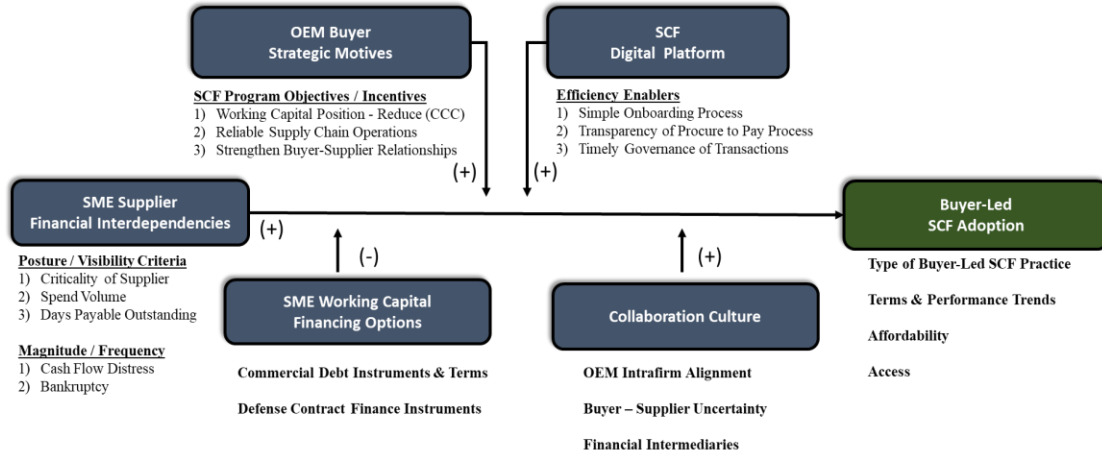 OEM Buyer
Strategic Motives
SCF
Digital Platform
SCF Program Objectives / Incentives
1) Working Capital Position - Reduce (CCC)
2) Reliable Supply Chain Operations
3) Strengthen Buyer-Supplier Relationships
(+)
Efficiency Enablers
1) Simple Onboarding Process
2) Transparency of Procure to Pay Process
3) Timely Governance of Transactions
(+)
SME Supplier
Financial Interdependencies
(+)
Buyer-Led
SCF Adoption
Posture / Visibility Criteria
1) Criticality of Supplier
2) Spend Volume
3) Days Payable Outstanding
Magnitude / Frequency
1) Cash Flow Distress
2) Bankruptcy
(-)
SME Working Capital
Financing Options
Commercial Debt Instruments & Terms
Defense Contract Finance Instruments
(+)
Collaboration Culture
OEM Intrafirm Alignment
Buyer – Supplier Uncertainty
Financial Intermediaries
Type of Buyer-Led SCF Practice
Terms & Performance Trends
Affordability
Access